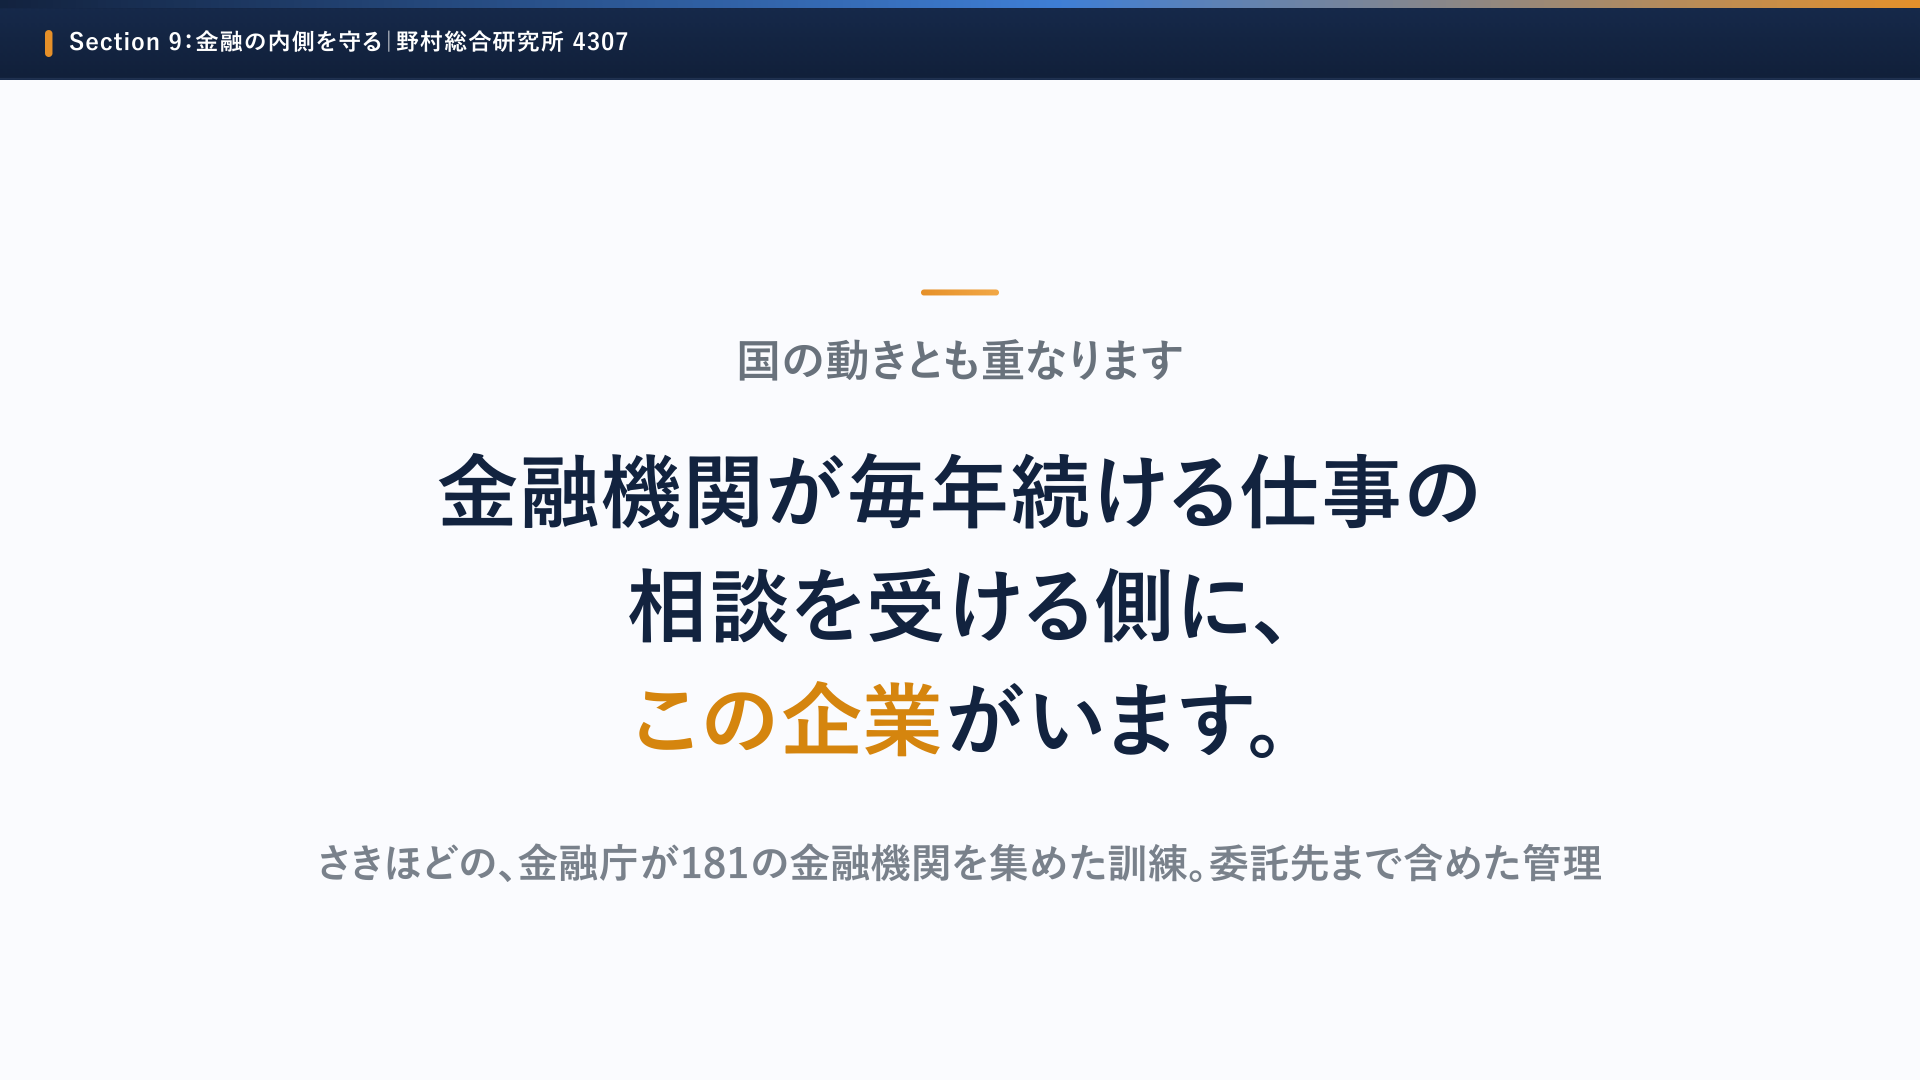 Section 9：金融の内側を守る｜野村総合研究所 4307
国の動きとも重なります
金融機関が毎年続ける仕事の
相談を受ける側に、
この企業がいます。
さきほどの、金融庁が181の金融機関を集めた訓練。委託先まで含めた管理